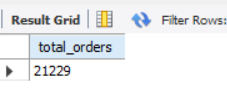 Result Grid Filter Rows:
total_orders
21229